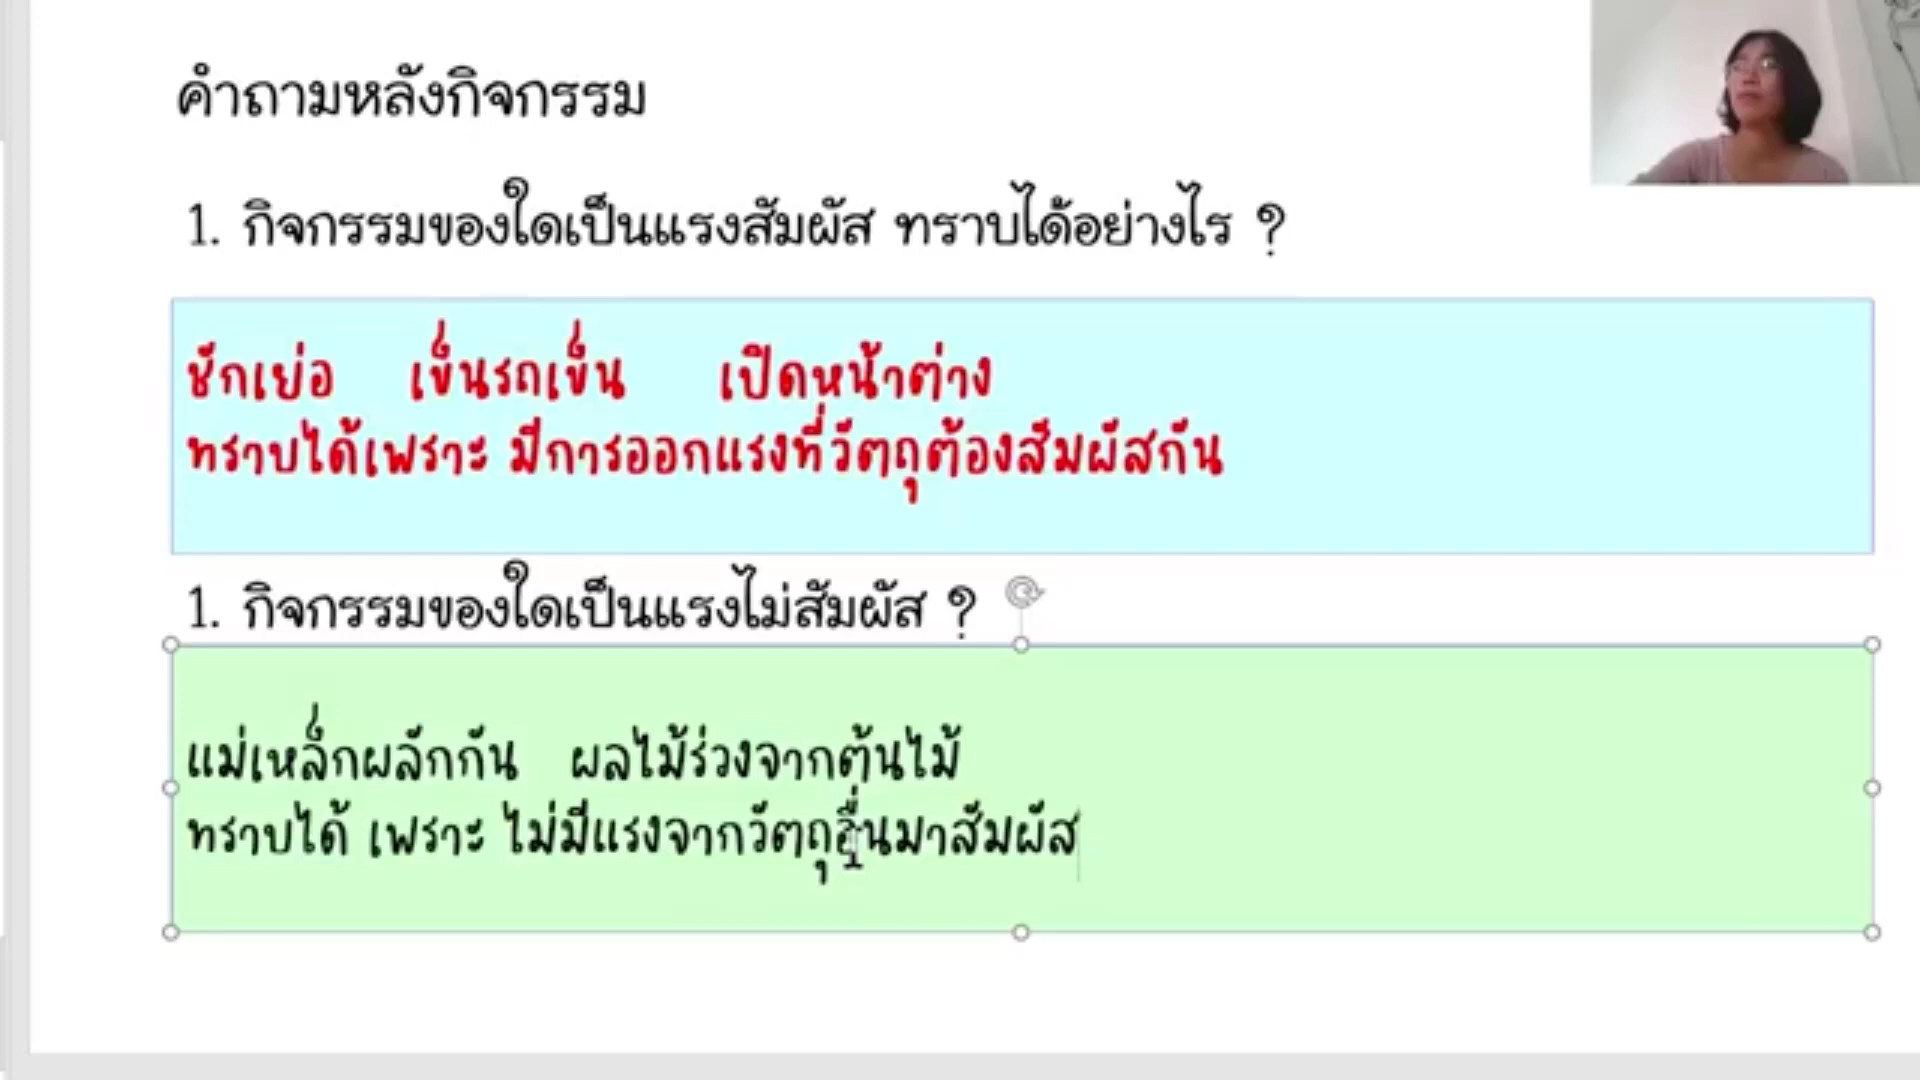 คำถามหลังกิจกรรม
1. กิจกรรมของใดเป็นแรงสัมผัส ทราบได้อย่างไร ?
ชักเย่อ เข็นรถเข็น เปิดหน้าต่าง
ทราบได้เพราะ มีการออกแรงที่วัตถุต้องสัมผัสกัน
1. กิจกรรมของใดเป็นแรงไม่สัมผัส ?
แม่เหล็กผลักกัน ผลไม้ร่วงจากต้นไม้
ทราบได้ เพราะ ไม่มีแรงจากวัตถุอื่นมาสัมผัส